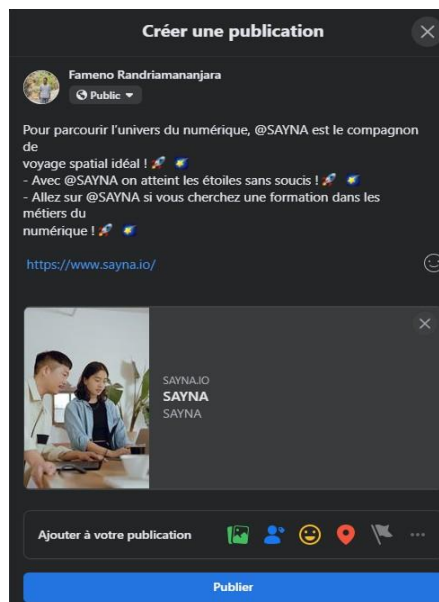 Créer une publication
Fameno Randriamananjara
Public
Pour parcourir l'univers du numérique, @SAYNA est le compagnon
de
voyage spatial idéal ! 🚀 🌠
- Avec @SAYNA on atteint les étoiles sans soucis ! 🚀 🌠
- Allez sur @SAYNA si vous cherchez une formation dans les
métiers du
numérique ! 🚀 🌠
https://www.sayna.io/
SAYNA.IO
SAYNA
SAYNA
Ajouter à votre publication
Publier